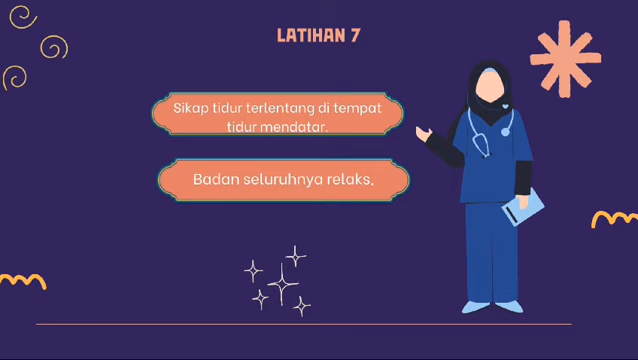 LATIHAN 7
Sikap tidur terlentang di tempat
tidur mendatar.
Badan seluruhnya relaks,